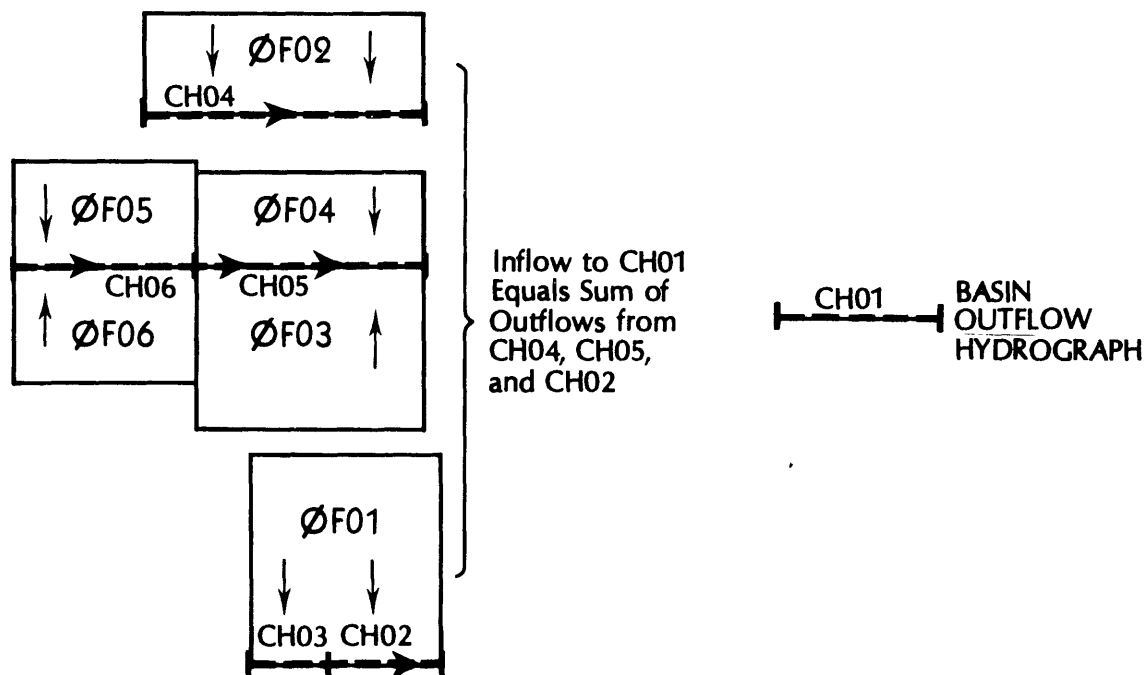 ØF02
CH04
ØF05
ØF04
CH06
CH05
ØF06
ØF03
Inflow to CH01
Equals Sum of
Outflows from
CH04, CH05,
and CH02
CH01
BASIN
OUTFLOW
HYDROGRAPH
ØF01
CH03
CH02